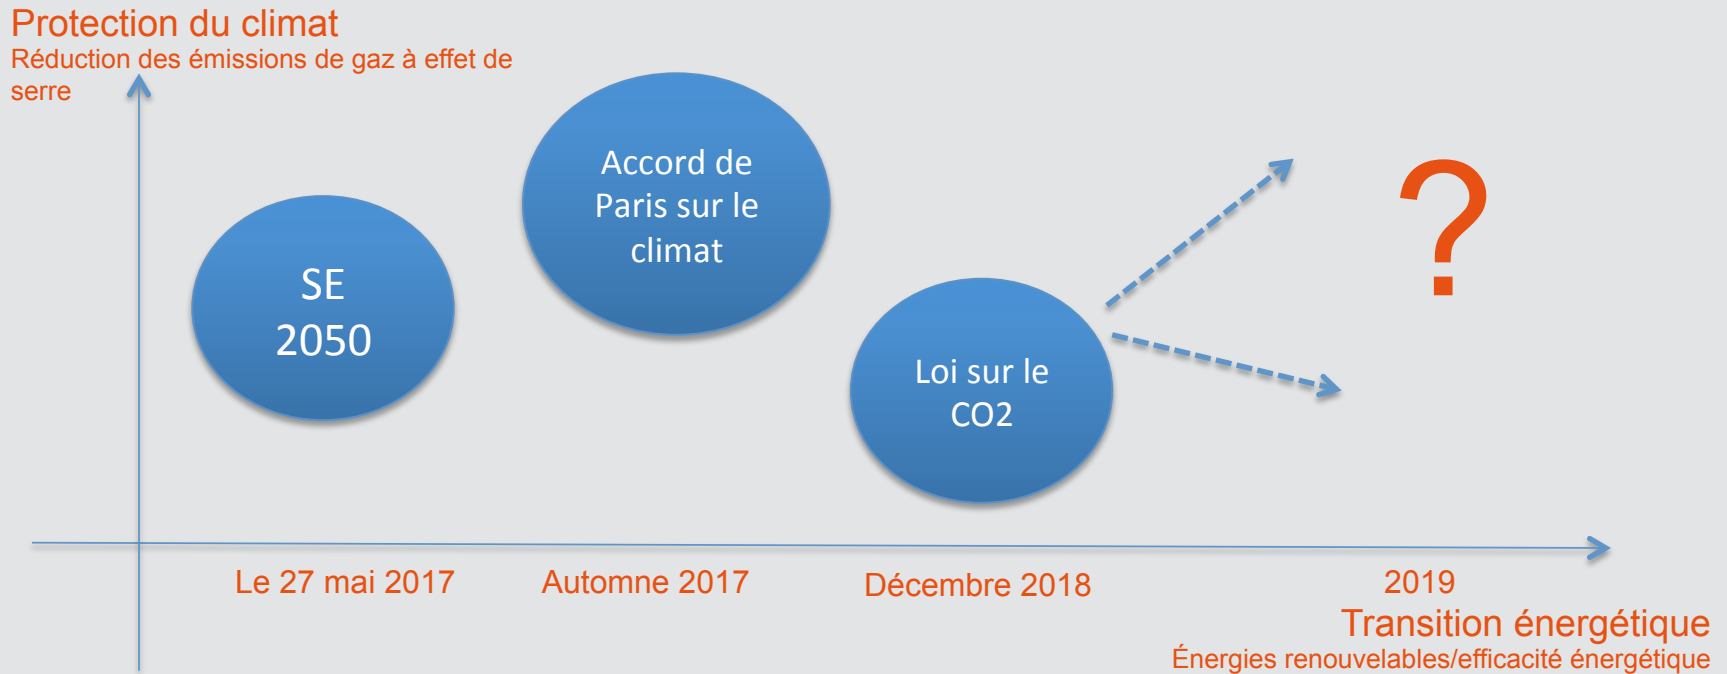 Protection du climat
Réduction des émissions de gaz à effet de
serre
SE
2050
Accord de
Paris sur le
climat
Loi sur le
CO2
?
Le 27 mai 2017
Automne 2017
Décembre 2018
2019
Transition énergétique
Énergies renouvelables/efficacité énergétique